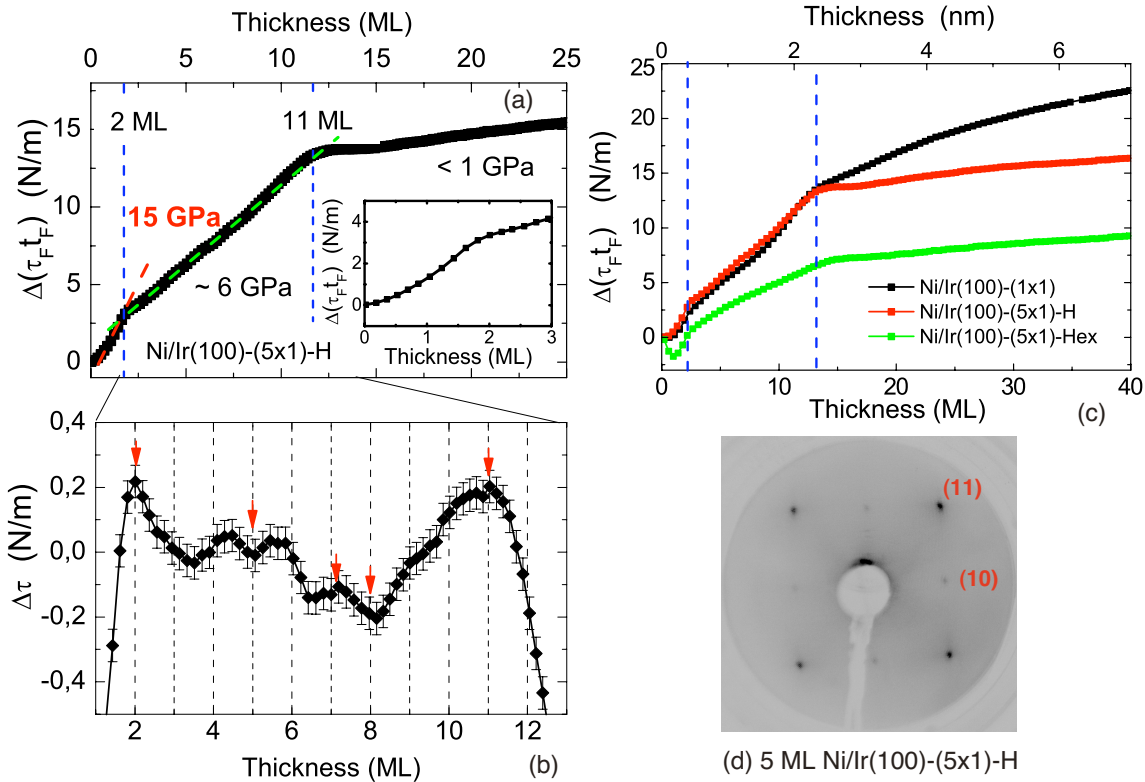 Thickness (ML)
0 5 10 15 20 25
(a)
2 ML
11 ML
15 GPa
< 1 GPa
~ 6 GPa
Ni/Ir(100)-(5x1)-H
Δ(τFtF) (N/m)
15
10
5
0
Δ(τFtF) (N/m)
4
2
0
0 1 2 3
Thickness (ML)
Thickness (nm)
0 2 4 6
Δ(τFtF) (N/m)
25
20
15
10
5
0
Ni/Ir(100)-(1x1)
Ni/Ir(100)-(5x1)-H
Ni/Ir(100)-(5x1)-Hex
0 10 20 30 40
Thickness (ML)
(c)
Δτ (N/m)
0,4
0,2
0,0
-0,2
-0,4
2 4 6 8 10 12
Thickness (ML)
(b)
(11)
(10)
(d) 5 ML Ni/Ir(100)-(5x1)-H